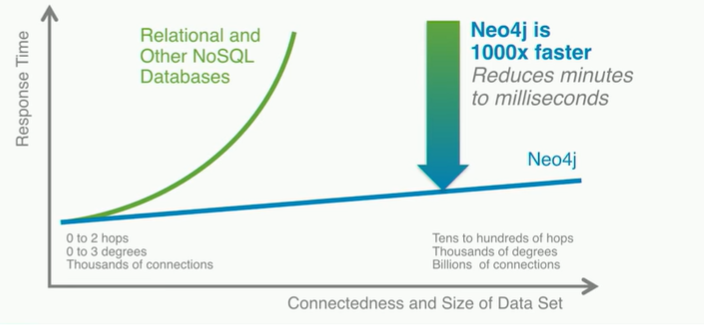 Response Time
Relational and
Other NoSQL
Databases
Neo4j is
1000x faster
Reduces minutes
to milliseconds
Neo4j
0 to 2 hops
0 to 3 degrees
Thousands of connections
Tens to hundreds of hops
Thousands of degrees
Billions of connections
Connectedness and Size of Data Set